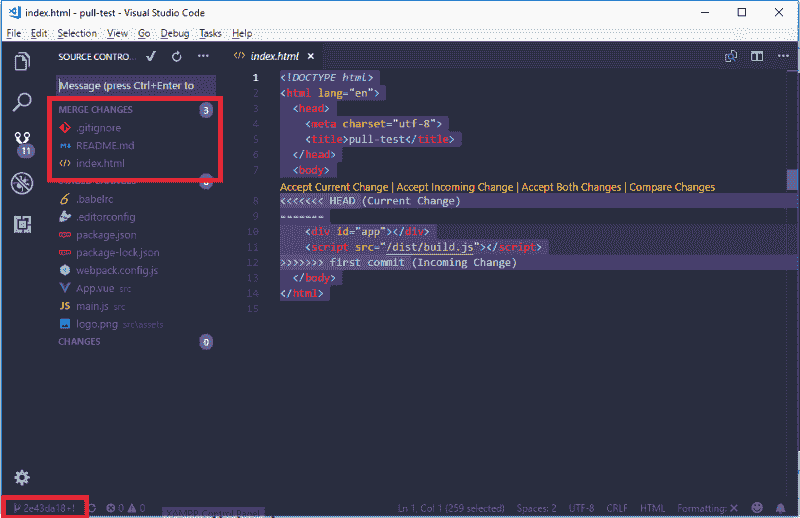 index.html - pull-test - Visual Studio Code
File Edit Selection View Go Debug Tasks Help
SOURCE CONTRO...
index.html
Message (press Ctrl+Enter to
MERGE CHANGES 3
.gitignore
README.md
index.html
.babelrc
.editorconfig
package.json
package-lock.json
webpack.config.js
App.vue src
main.js src
logo.png src\assets
CHANGES 0
11
1 <!DOCTYPE html>
2 <html lang="en">
3 <head>
4 <meta charset="utf-8">
5 <title>pull-test</title>
6 </head>
7 <body>
Accept Current Change | Accept Incoming Change | Accept Both Changes | Compare Changes
8 <<<<<<< HEAD (Current Change)
9 =======
10 <div id="app"></div>
11 <script src="/dist/build.js"></script>
12 >>>>>>> first commit (Incoming Change)
13 </body>
14 </html>
15
2e43da18+! 0 0 Ln 1, Col 1 (259 selected) Spaces: 2 UTF-8 CRLF HTML Formatting: ✕